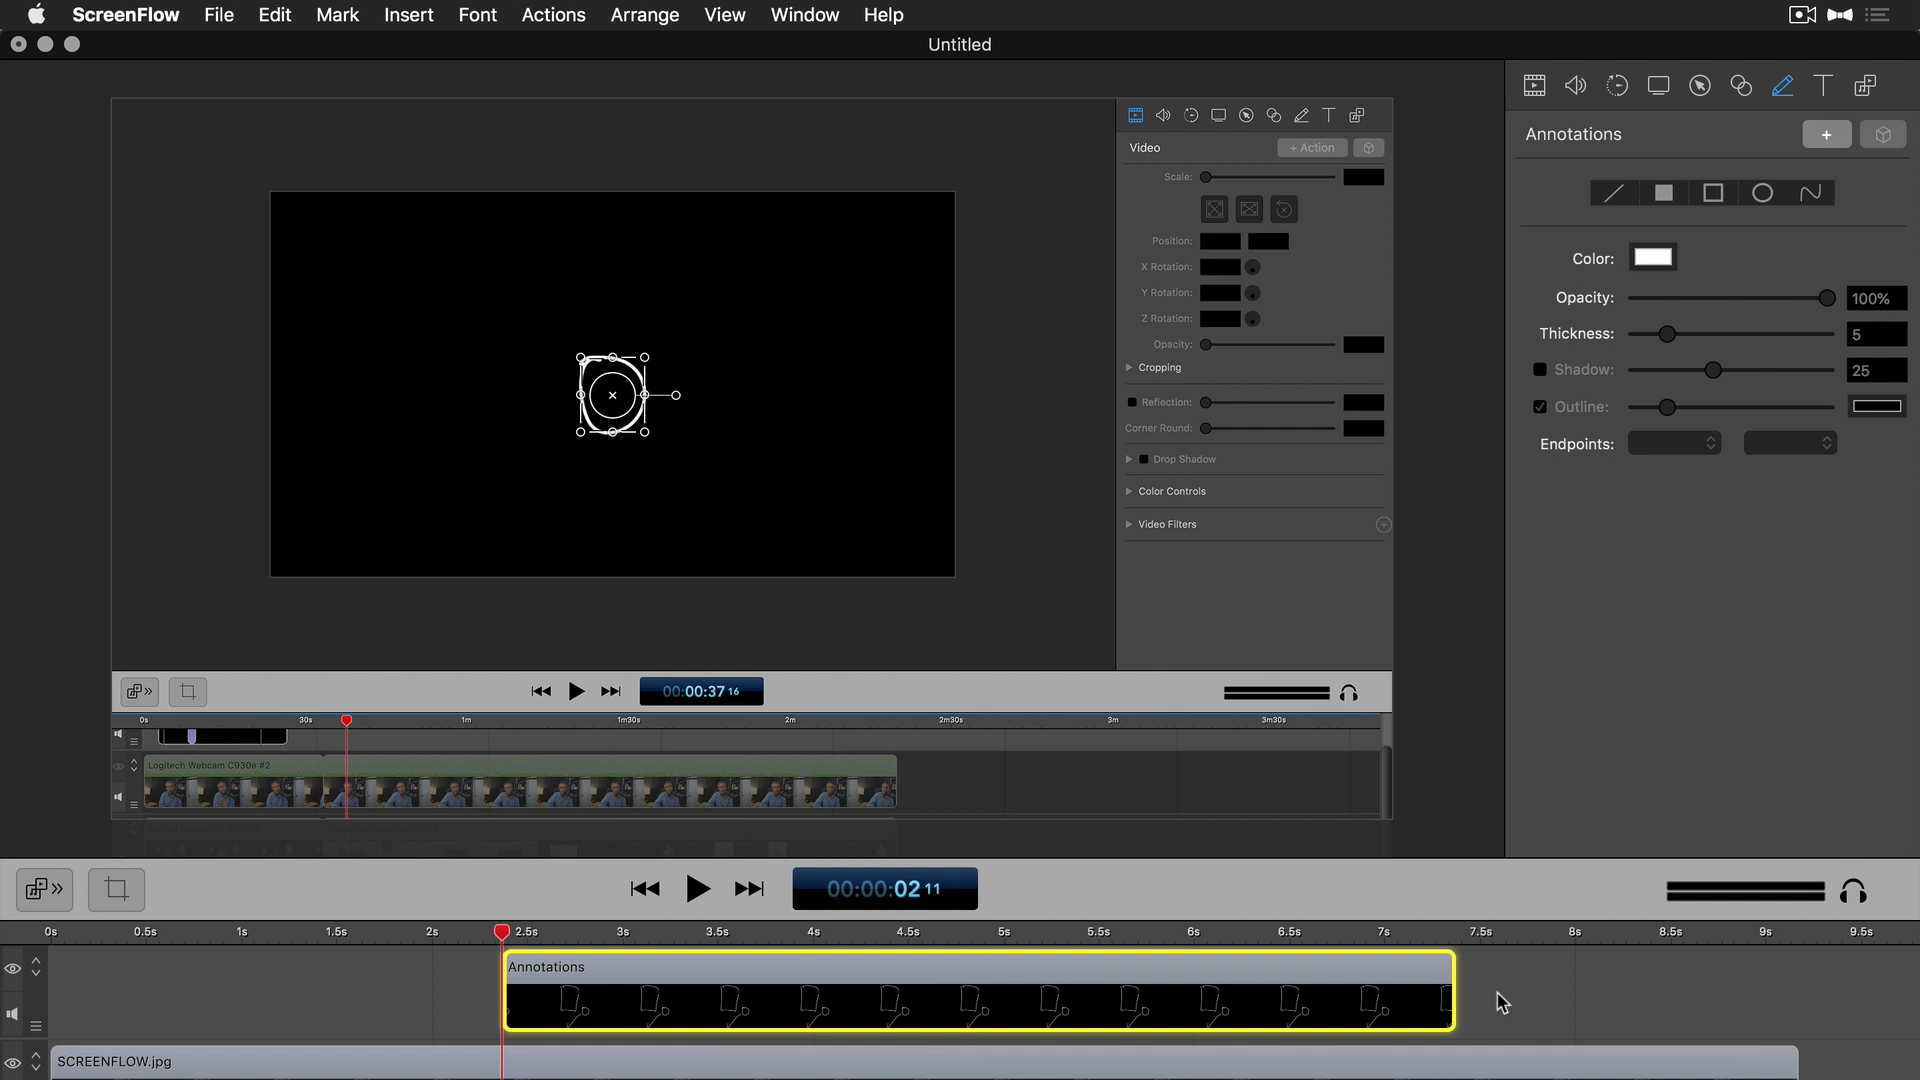 ScreenFlow File Edit Mark Insert Font Actions Arrange View Window Help
Untitled
Annotations +
Color:
Opacity: 100%
Thickness: 5
Shadow: 25
Outline:
Endpoints:
Video + Action
Scale:
Position:
X Rotation:
Y Rotation:
Z Rotation:
Opacity:
Cropping
Reflection:
Corner Round:
Drop Shadow
Color Controls
Video Filters
00:00:37 16
0s 30s 1m 1m30s 2m 2m30s 3m 3m30s
Logitech Webcam C930e #2
00:00:02 11
0s 0.5s 1s 1.5s 2s 2.5s 3s 3.5s 4s 4.5s 5s 5.5s 6s 6.5s 7s 7.5s 8s 8.5s 9s 9.5s
Annotations
SCREENFLOW.jpg